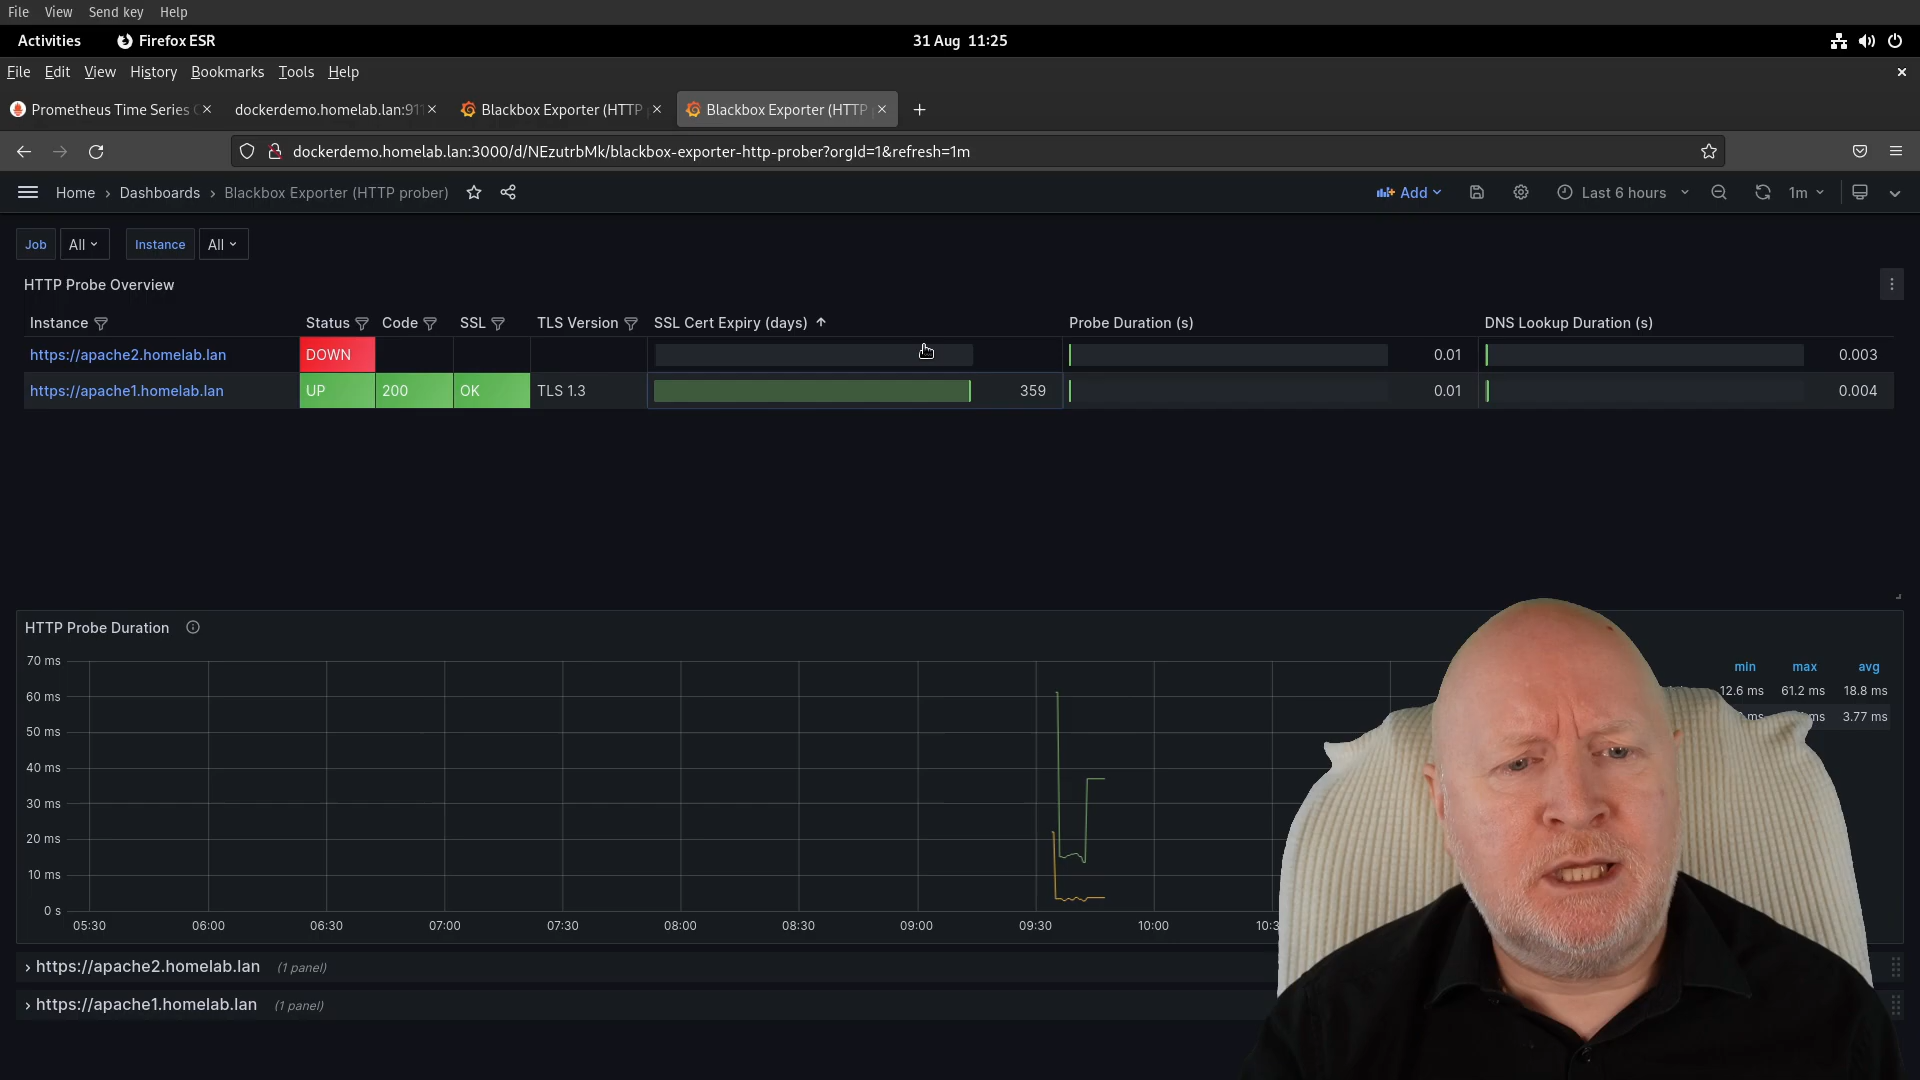 File View Send key Help
Activities Firefox ESR 31 Aug 11:25
File Edit View History Bookmarks Tools Help
Prometheus Time Series dockerdemo.homelab.lan:91 Blackbox Exporter (HTTP Blackbox Exporter (HTTP
dockerdemo.homelab.lan:3000/d/NEzutrbMk/blackbox-exporter-http-prober?orgId=1&refresh=1m
Home › Dashboards › Blackbox Exporter (HTTP prober) Add Last 6 hours 1m
Job All Instance All
HTTP Probe Overview
Instance Status Code SSL TLS Version SSL Cert Expiry (days) Probe Duration (s) DNS Lookup Duration (s)
https://apache2.homelab.lan DOWN 0.01 0.003
https://apache1.homelab.lan UP 200 OK TLS 1.3 359 0.01 0.004
HTTP Probe Duration
min max avg
12.6 ms 61.2 ms 18.8 ms
ms ms 3.77 ms
70 ms
60 ms
50 ms
40 ms
30 ms
20 ms
10 ms
0 s
05:30 06:00 06:30 07:00 07:30 08:00 08:30 09:00 09:30 10:00 10:3
https://apache2.homelab.lan (1 panel)
https://apache1.homelab.lan (1 panel)